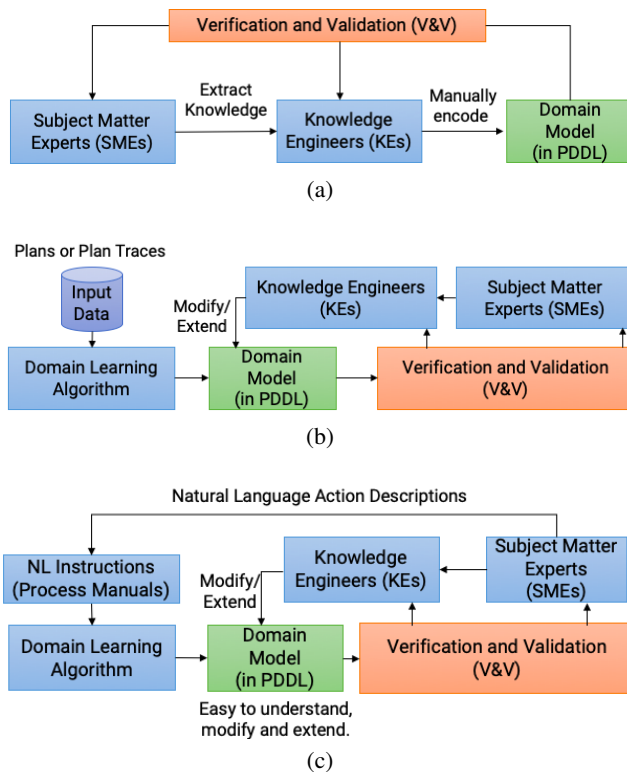 Verification and Validation (V&V)
Extract
Knowledge
Manually
encode
Subject Matter
Experts (SMEs)
Knowledge
Engineers (KEs)
Domain
Model
(in PDDL)
(a)
Plans or Plan Traces
Input
Data
Modify/
Extend
Knowledge Engineers
(KEs)
Subject Matter
Experts (SMEs)
Domain Learning
Algorithm
Domain
Model
(in PDDL)
Verification and Validation
(V&V)
(b)
Natural Language Action Descriptions
NL Instructions
(Process Manuals)
Modify/
Extend
Knowledge
Engineers (KEs)
Subject Matter
Experts
(SMEs)
Domain Learning
Algorithm
Domain
Model
(in PDDL)
Verification and Validation
(V&V)
Easy to understand,
modify and extend.
(c)